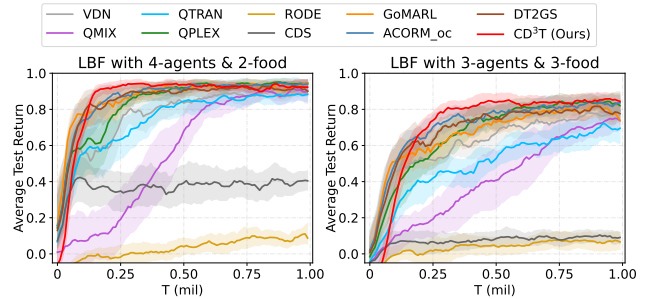 VDN QTRAN RODE GoMARL DT2GS
QMIX QPLEX CDS ACORM_oc CD³T (Ours)
LBF with 4-agents & 2-food
LBF with 3-agents & 3-food
Average Test Return
1.0
0.8
0.6
0.4
0.2
0.0
0 0.25 0.50 0.75 1.00
T (mil)
Average Test Return
1.0
0.8
0.6
0.4
0.2
0.0
0 0.25 0.50 0.75 1.00
T (mil)